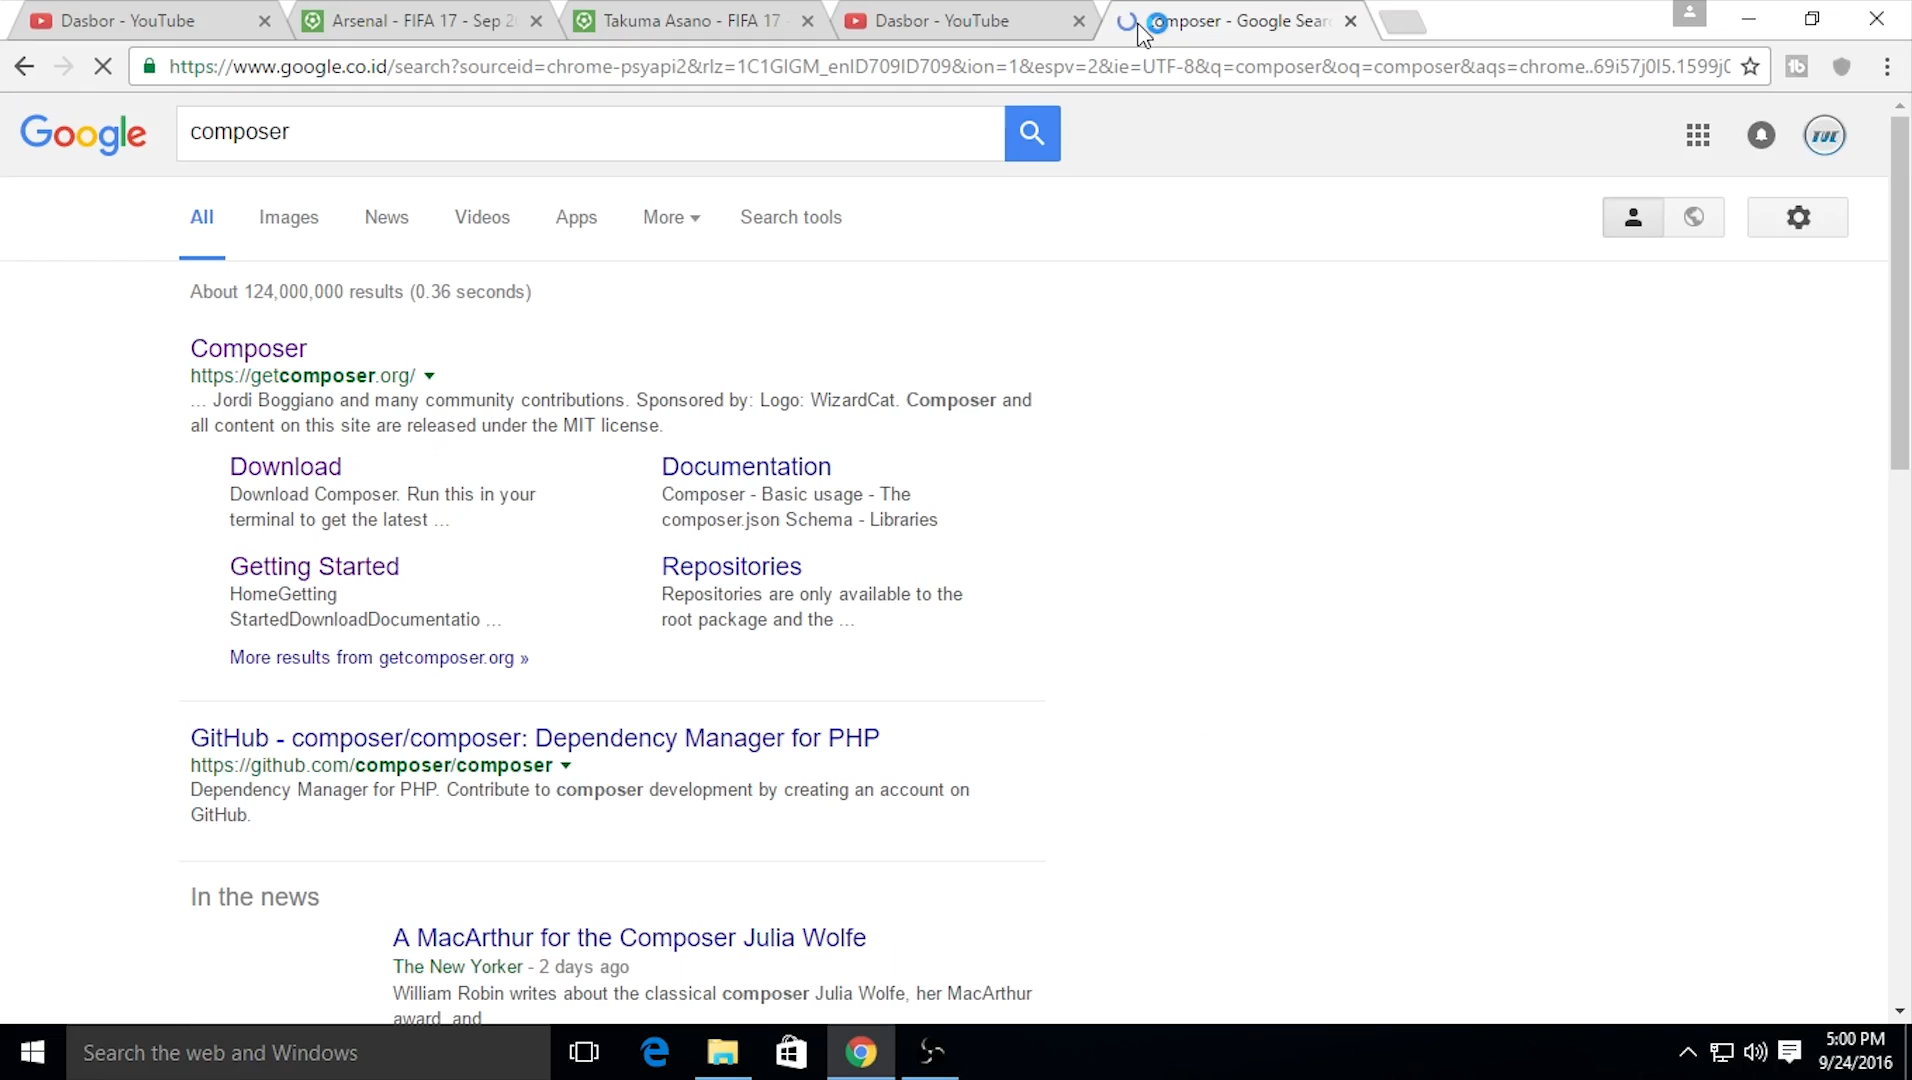 Dasbor - YouTube
Arsenal - FIFA 17 - Sep 2
Takuma Asano - FIFA 17
Dasbor - YouTube
omposer - Google Sear
https://www.google.co.id/search?sourceid=chrome-psyapi2&rlz=1C1GIGM_enID709ID709&ion=1&espv=2&ie=UTF-8&q=composer&oq=composer&aqs=chrome..69i57j0l5.1599j0
Google
composer
All
Images
News
Videos
Apps
More
Search tools
About 124,000,000 results (0.36 seconds)
Composer
https://getcomposer.org/
... Jordi Boggiano and many community contributions. Sponsored by: Logo: WizardCat. Composer and
all content on this site are released under the MIT license.
Download
Download Composer. Run this in your
terminal to get the latest ...
Documentation
Composer - Basic usage - The
composer.json Schema - Libraries
Getting Started
HomeGetting
StartedDownloadDocumentatio ...
Repositories
Repositories are only available to the
root package and the ...
More results from getcomposer.org »
GitHub - composer/composer: Dependency Manager for PHP
https://github.com/composer/composer
Dependency Manager for PHP. Contribute to composer development by creating an account on
GitHub.
In the news
A MacArthur for the Composer Julia Wolfe
The New Yorker - 2 days ago
William Robin writes about the classical composer Julia Wolfe, her MacArthur
award, and
Search the web and Windows
5:00 PM
9/24/2016